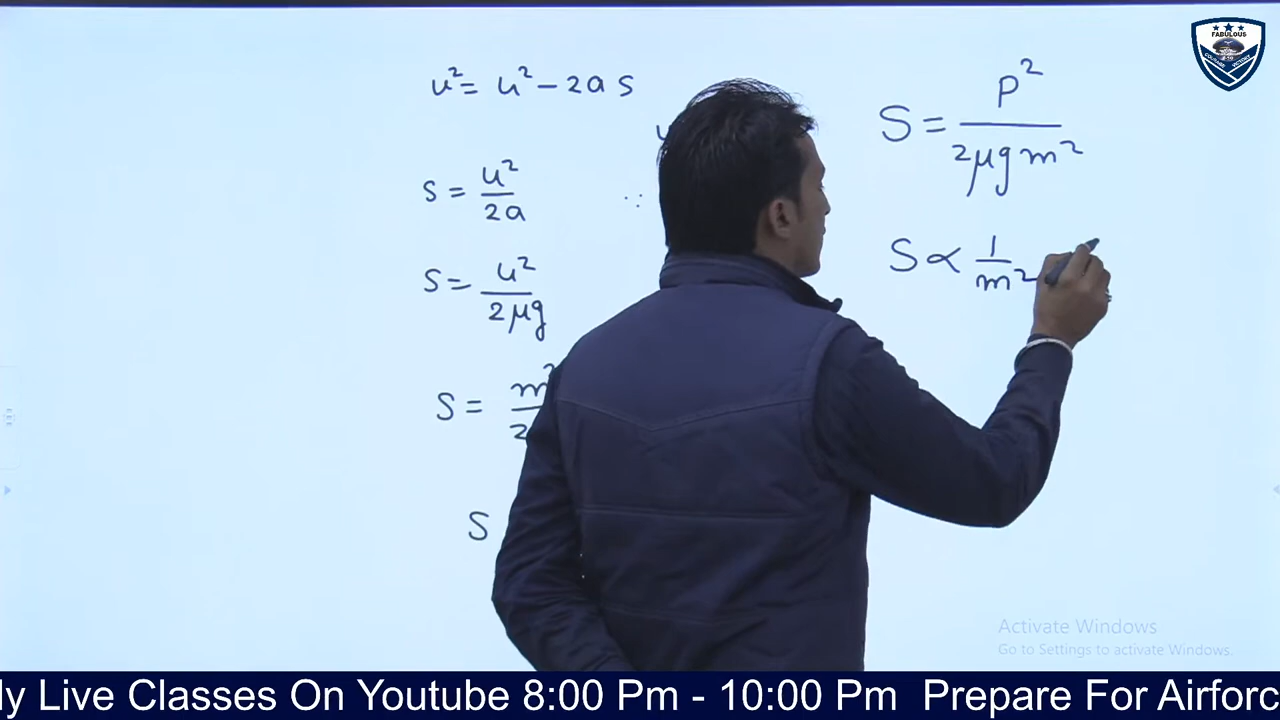 u² = u² - 2as
S = u²/2a
∵
S = u²/2μg
S =
S
S = P²/2μgm²
S ∝ 1/m²
FABULOUS
Activate Windows
Go to Settings to activate Windows.
ly Live Classes On Youtube 8:00 Pm - 10:00 Pm Prepare For Airforc